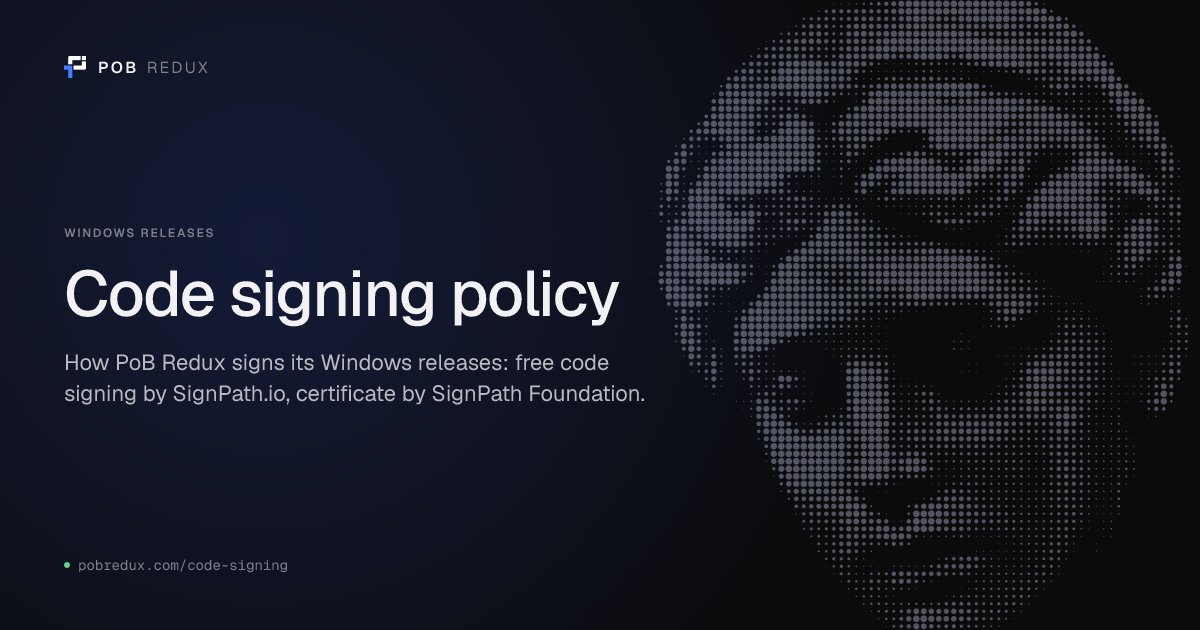 POB REDUX
WINDOWS RELEASES
Code signing policy
How PoB Redux signs its Windows releases: free code
signing by SignPath.io, certificate by SignPath Foundation.
pobredux.com/code-signing